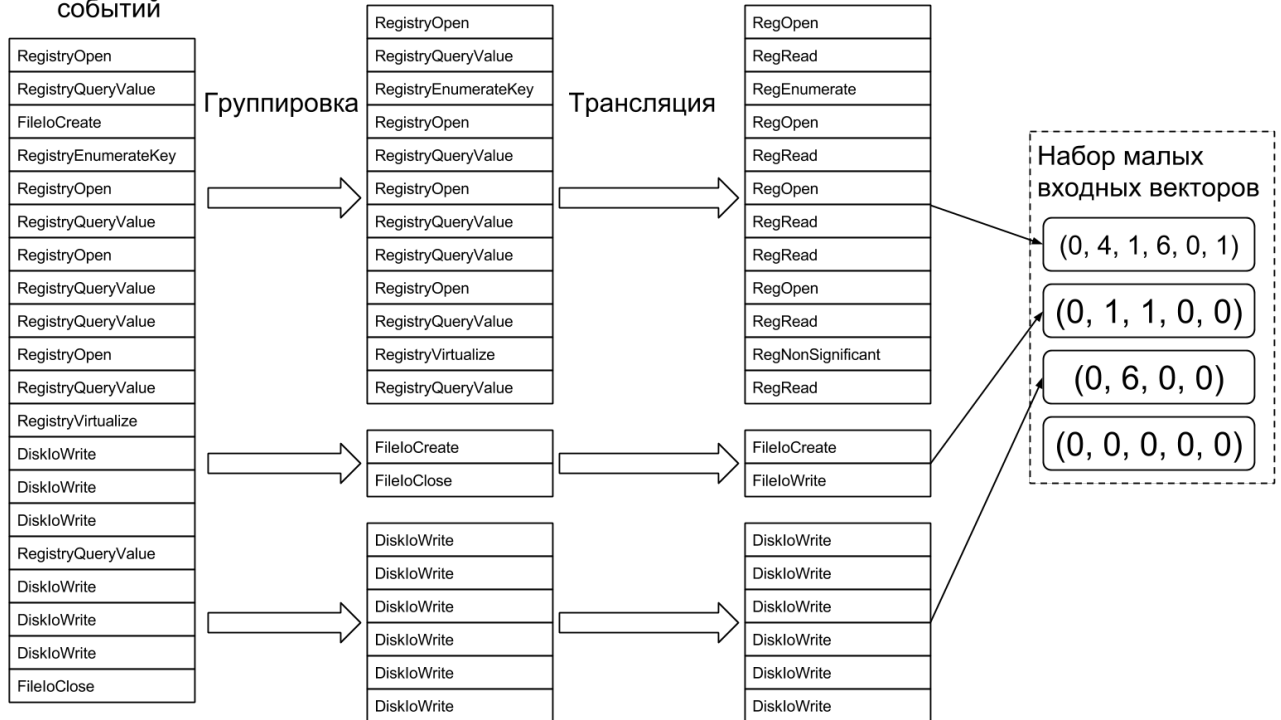 событий
RegistryOpen
RegistryQueryValue
FileIoCreate
RegistryEnumerateKey
RegistryOpen
RegistryQueryValue
RegistryOpen
RegistryQueryValue
RegistryQueryValue
RegistryOpen
RegistryQueryValue
RegistryVirtualize
DiskIoWrite
DiskIoWrite
DiskIoWrite
RegistryQueryValue
DiskIoWrite
DiskIoWrite
DiskIoWrite
FileIoClose
Группировка
RegistryOpen
RegistryQueryValue
RegistryEnumerateKey
RegistryOpen
RegistryQueryValue
RegistryOpen
RegistryQueryValue
RegistryQueryValue
RegistryOpen
RegistryQueryValue
RegistryVirtualize
RegistryQueryValue
FileIoCreate
FileIoClose
DiskIoWrite
DiskIoWrite
DiskIoWrite
DiskIoWrite
DiskIoWrite
DiskIoWrite
Трансляция
RegOpen
RegRead
RegEnumerate
RegOpen
RegRead
RegOpen
RegRead
RegRead
RegOpen
RegRead
RegNonSignificant
RegRead
FileIoCreate
FileIoWrite
DiskIoWrite
DiskIoWrite
DiskIoWrite
DiskIoWrite
DiskIoWrite
DiskIoWrite
Набор малых
входных векторов
(0, 4, 1, 6, 0, 1)
(0, 1, 1, 0, 0)
(0, 6, 0, 0)
(0, 0, 0, 0, 0)